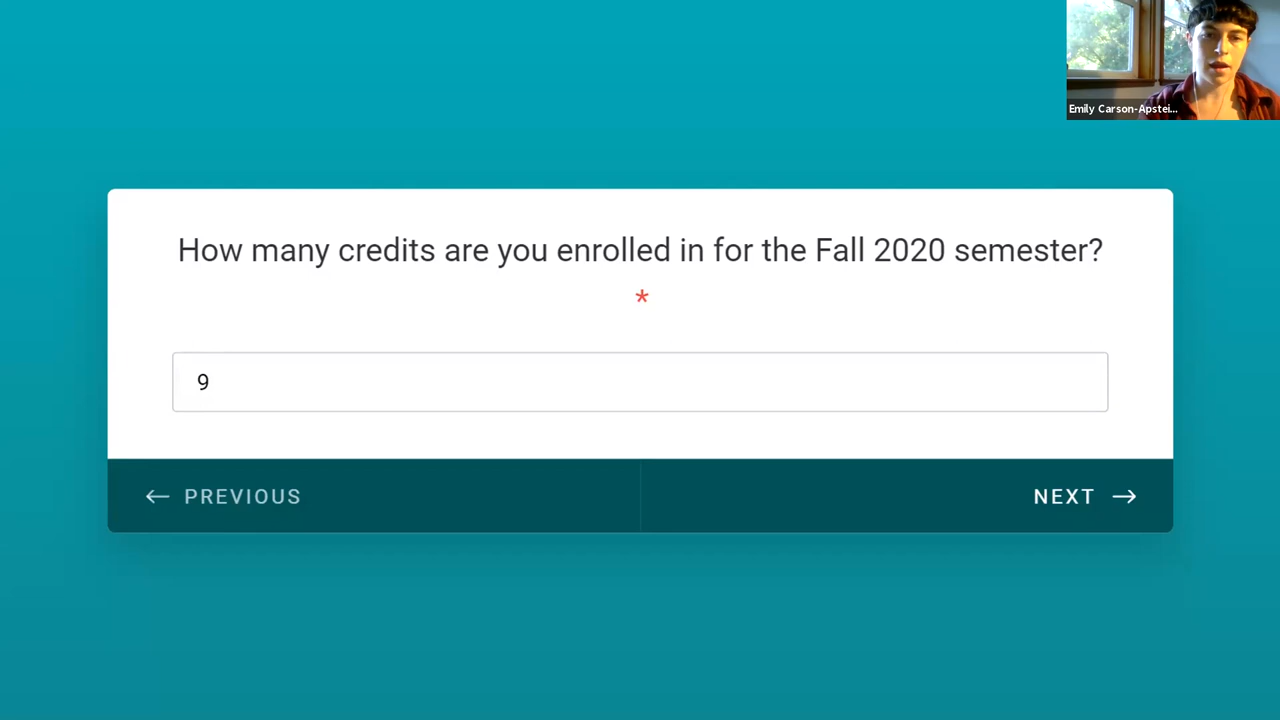 Emily Carson-Apstei...
How many credits are you enrolled in for the Fall 2020 semester?
*
9
← PREVIOUS
NEXT →